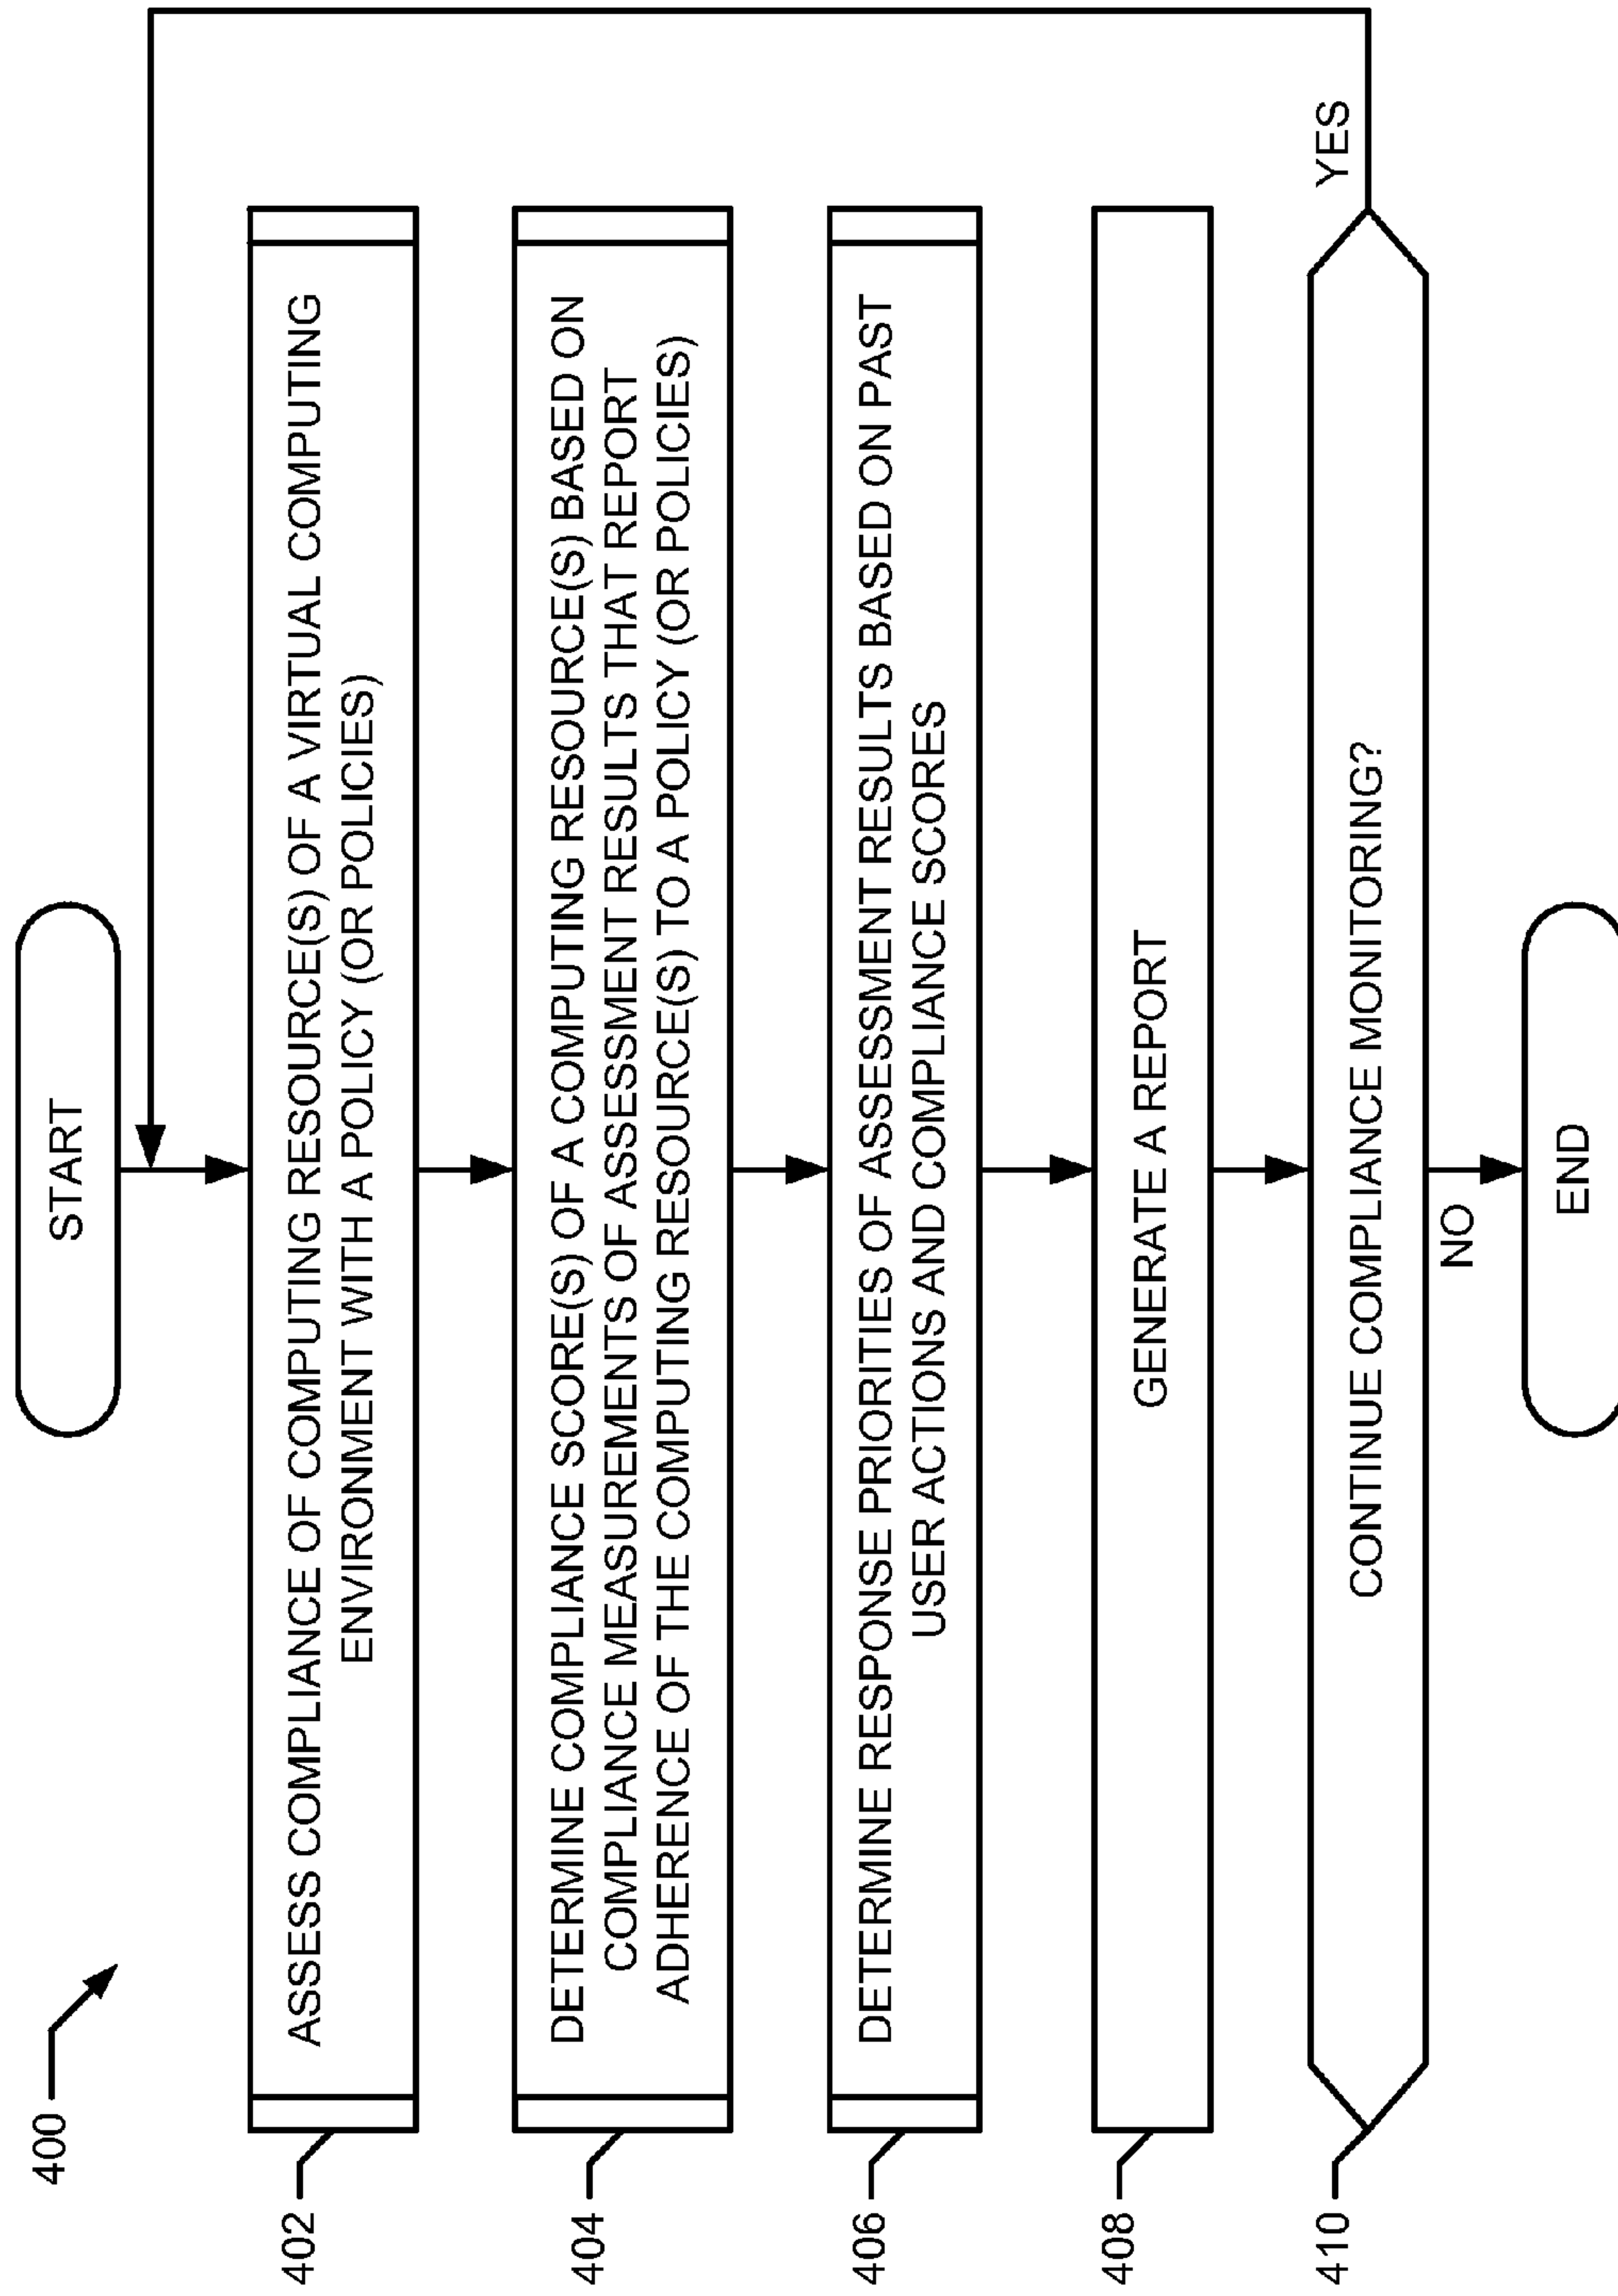 400
START
402
ASSESS COMPLIANCE OF COMPUTING RESOURCE(S) OF A VIRTUAL COMPUTING
ENVIRONMENT WITH A POLICY (OR POLICIES)
404
DETERMINE COMPLIANCE SCORE(S) OF A COMPUTING RESOURCE(S) BASED ON
COMPLIANCE MEASUREMENTS OF ASSESSMENT RESULTS THAT REPORT
ADHERENCE OF THE COMPUTING RESOURCE(S) TO A POLICY (OR POLICIES)
406
DETERMINE RESPONSE PRIORITIES OF ASSESSMENT RESULTS BASED ON PAST
USER ACTIONS AND COMPLIANCE SCORES
408
GENERATE A REPORT
410
CONTINUE COMPLIANCE MONITORING?
YES
NO
END